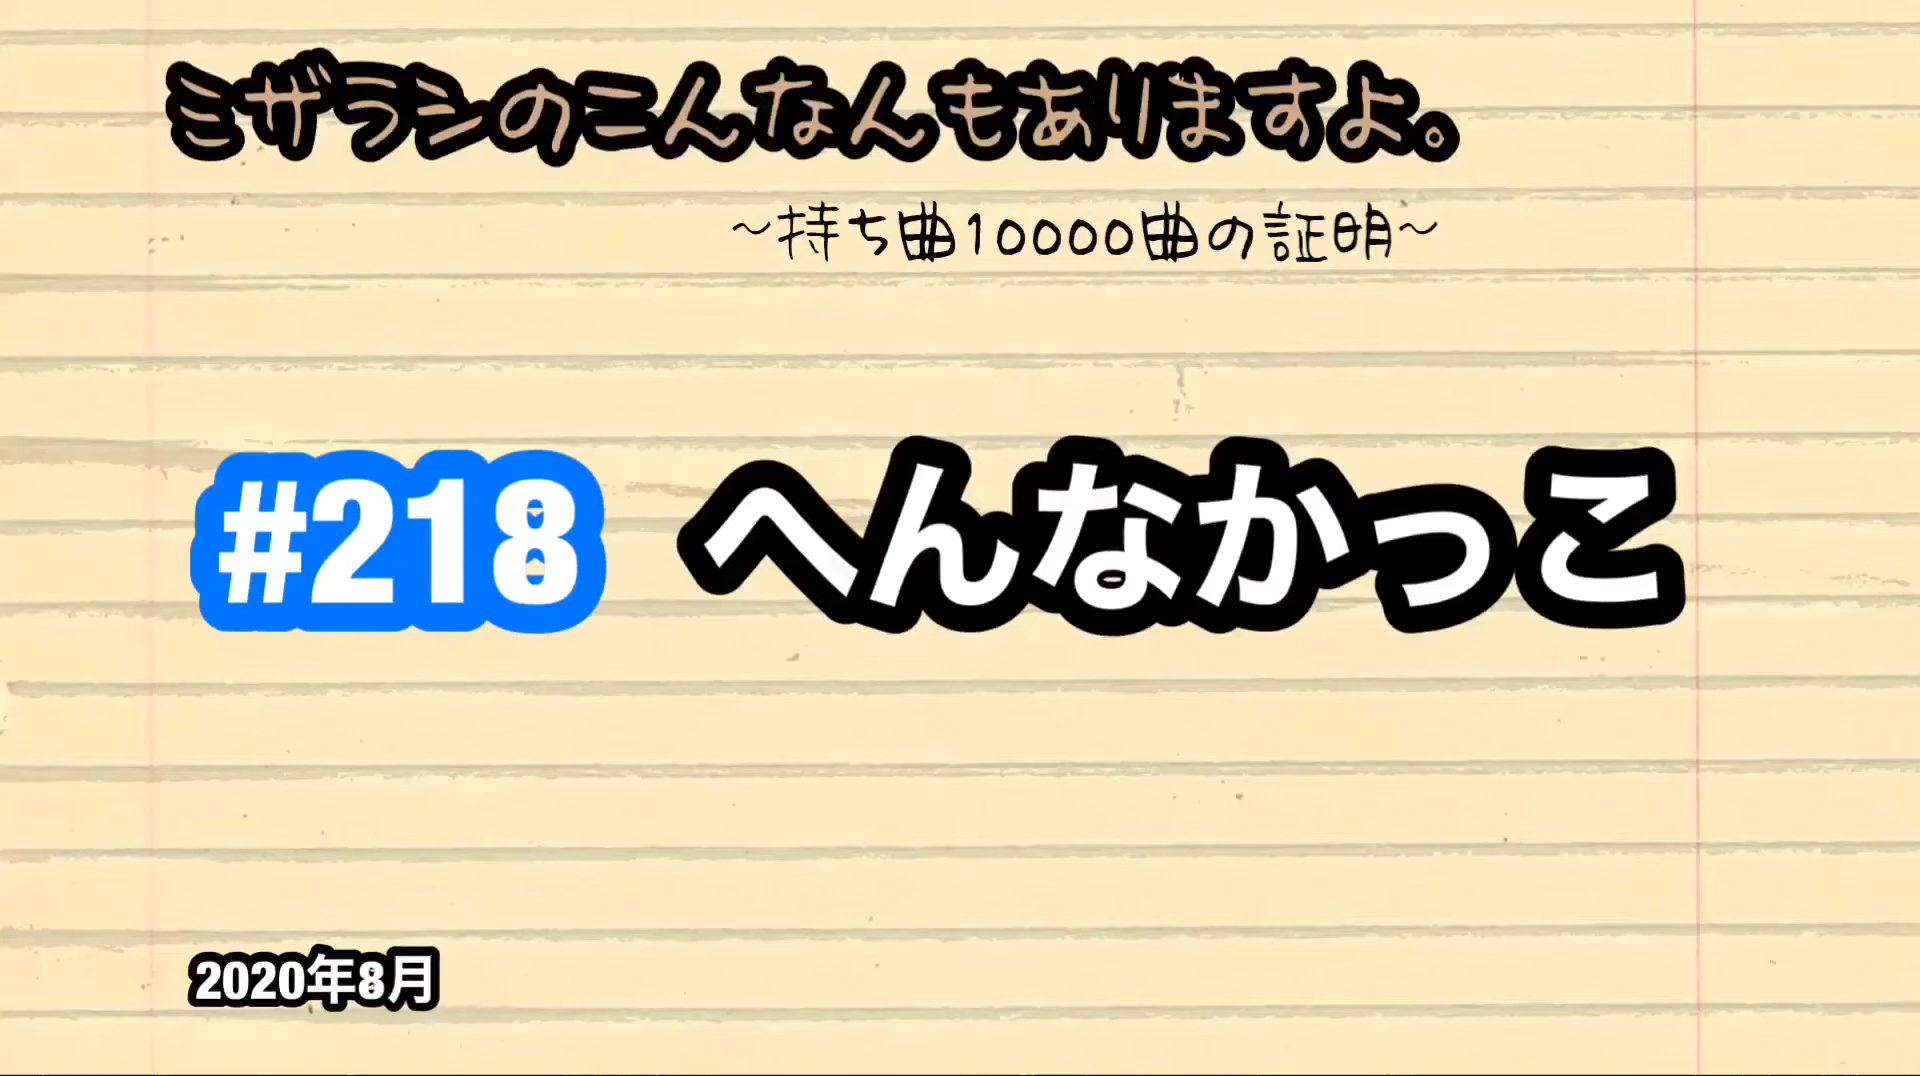 ミザラシのこんなんもありますよ。
~持ち曲10000曲の証明~
#218 へんなかっこ
2020年8月